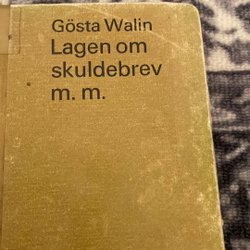 Gösta Walin
Lagen om
skuldebrev
m. m.